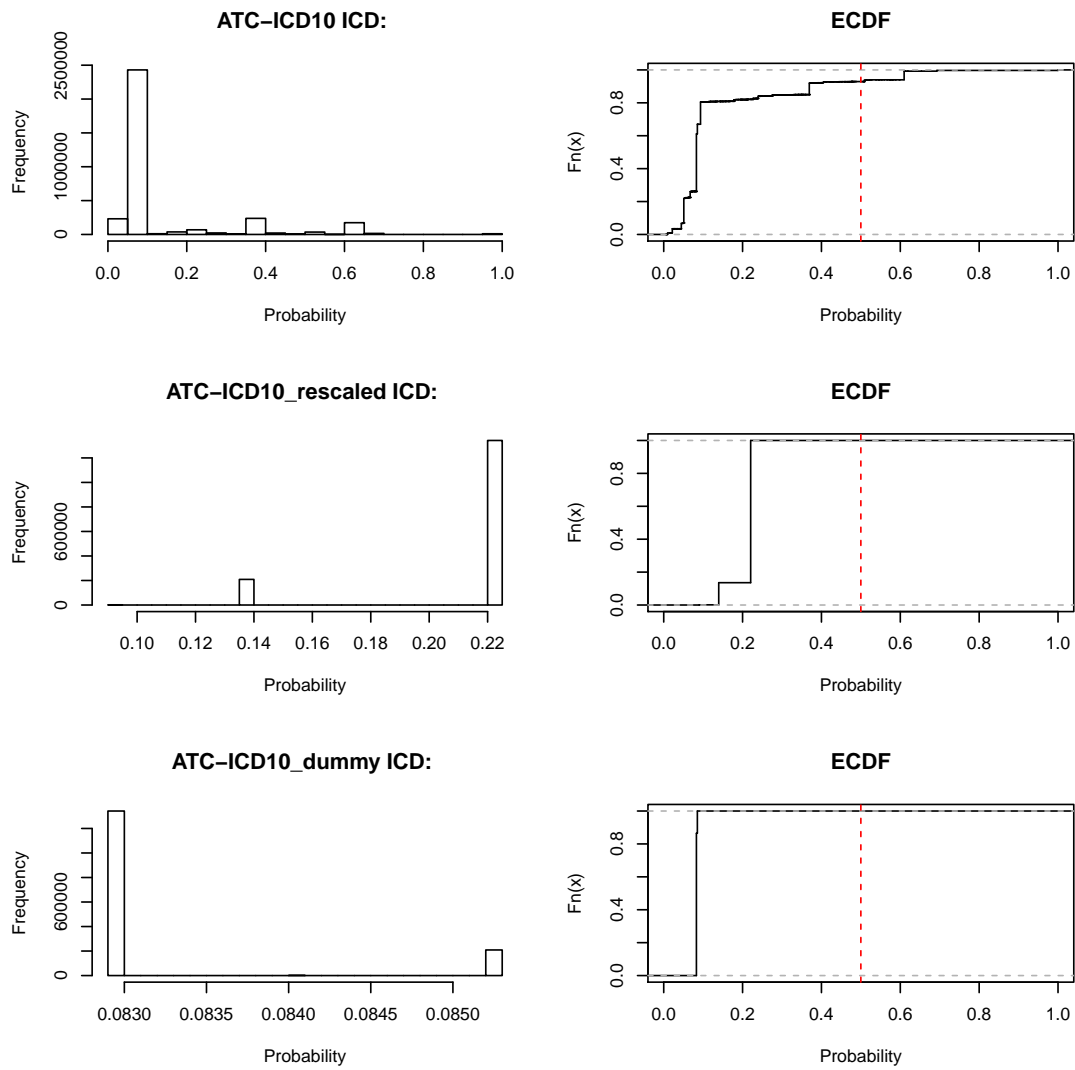 ATC−ICD10 ICD:
Frequency
0 1000000 2500000
0.0 0.2 0.4 0.6 0.8 1.0
Probability
ECDF
Fn(x)
0.0 0.4 0.8
0.0 0.2 0.4 0.6 0.8 1.0
Probability
ATC−ICD10_rescaled ICD:
Frequency
0 600000
0.10 0.12 0.14 0.16 0.18 0.20 0.22
Probability
ECDF
Fn(x)
0.0 0.4 0.8
0.0 0.2 0.4 0.6 0.8 1.0
Probability
ATC−ICD10_dummy ICD:
Frequency
0 600000
0.0830 0.0835 0.0840 0.0845 0.0850
Probability
ECDF
Fn(x)
0.0 0.4 0.8
0.0 0.2 0.4 0.6 0.8 1.0
Probability